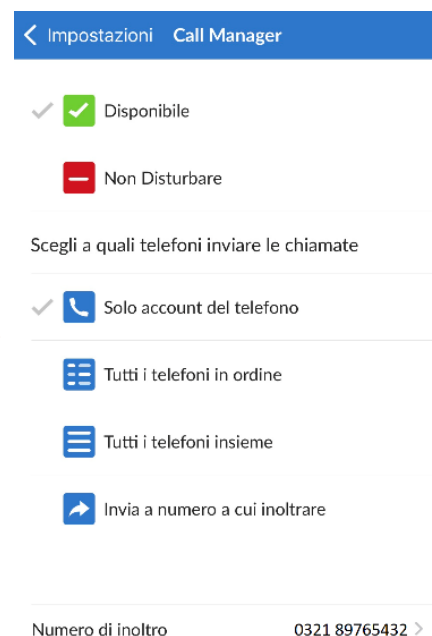 Impostazioni Call Manager
Disponibile
Non Disturbare
Scegli a quali telefoni inviare le chiamate
Solo account del telefono
Tutti i telefoni in ordine
Tutti i telefoni insieme
Invia a numero a cui inoltrare
Numero di inoltro 0321 89765432